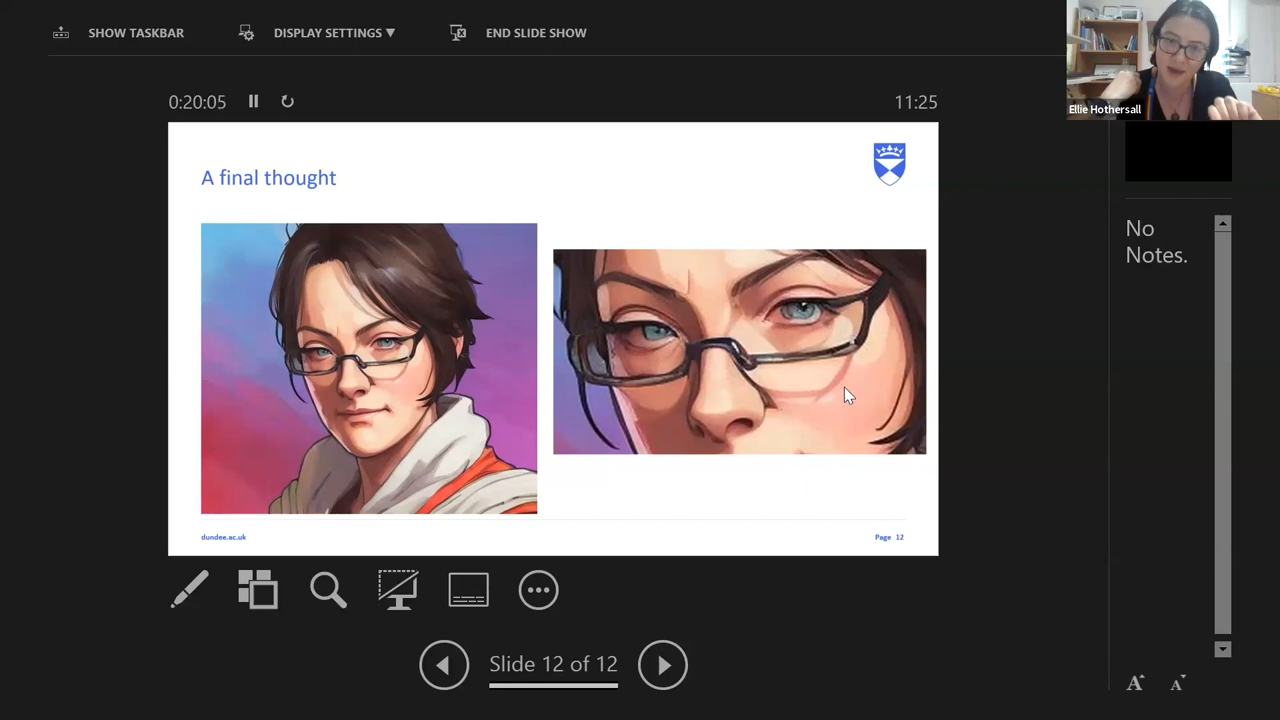 SHOW TASKBAR
DISPLAY SETTINGS ▼
END SLIDE SHOW
Ellie Hothersall
0:20:05
11:25
A final thought
No
Notes.
dundee.ac.uk
Page 12
Slide 12 of 12
A A